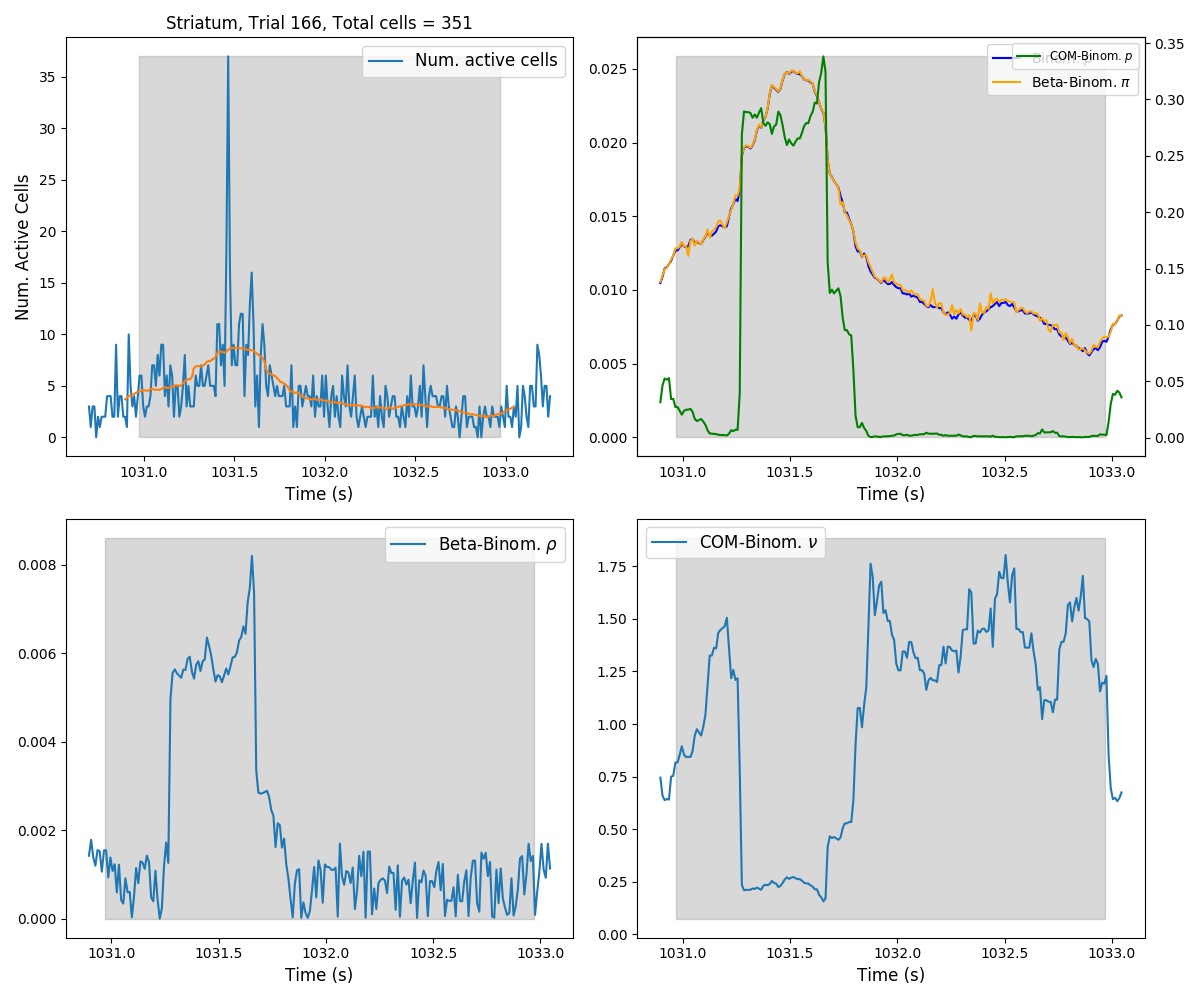 Striatum, Trial 166, Total cells = 351
Num. active cells
Num. Active Cells
35
30
25
20
15
10
5
0
1031.0 1031.5 1032.0 1032.5 1033.0
Time (s)
COM-Binom. p
Beta-Binom. π
0.025
0.020
0.015
0.010
0.005
0.000
0.35
0.30
0.25
0.20
0.15
0.10
0.05
0.00
1031.0 1031.5 1032.0 1032.5 1033.0
Time (s)
Beta-Binom. ρ
0.008
0.006
0.004
0.002
0.000
1031.0 1031.5 1032.0 1032.5 1033.0
Time (s)
COM-Binom. ν
1.75
1.50
1.25
1.00
0.75
0.50
0.25
0.00
1031.0 1031.5 1032.0 1032.5 1033.0
Time (s)